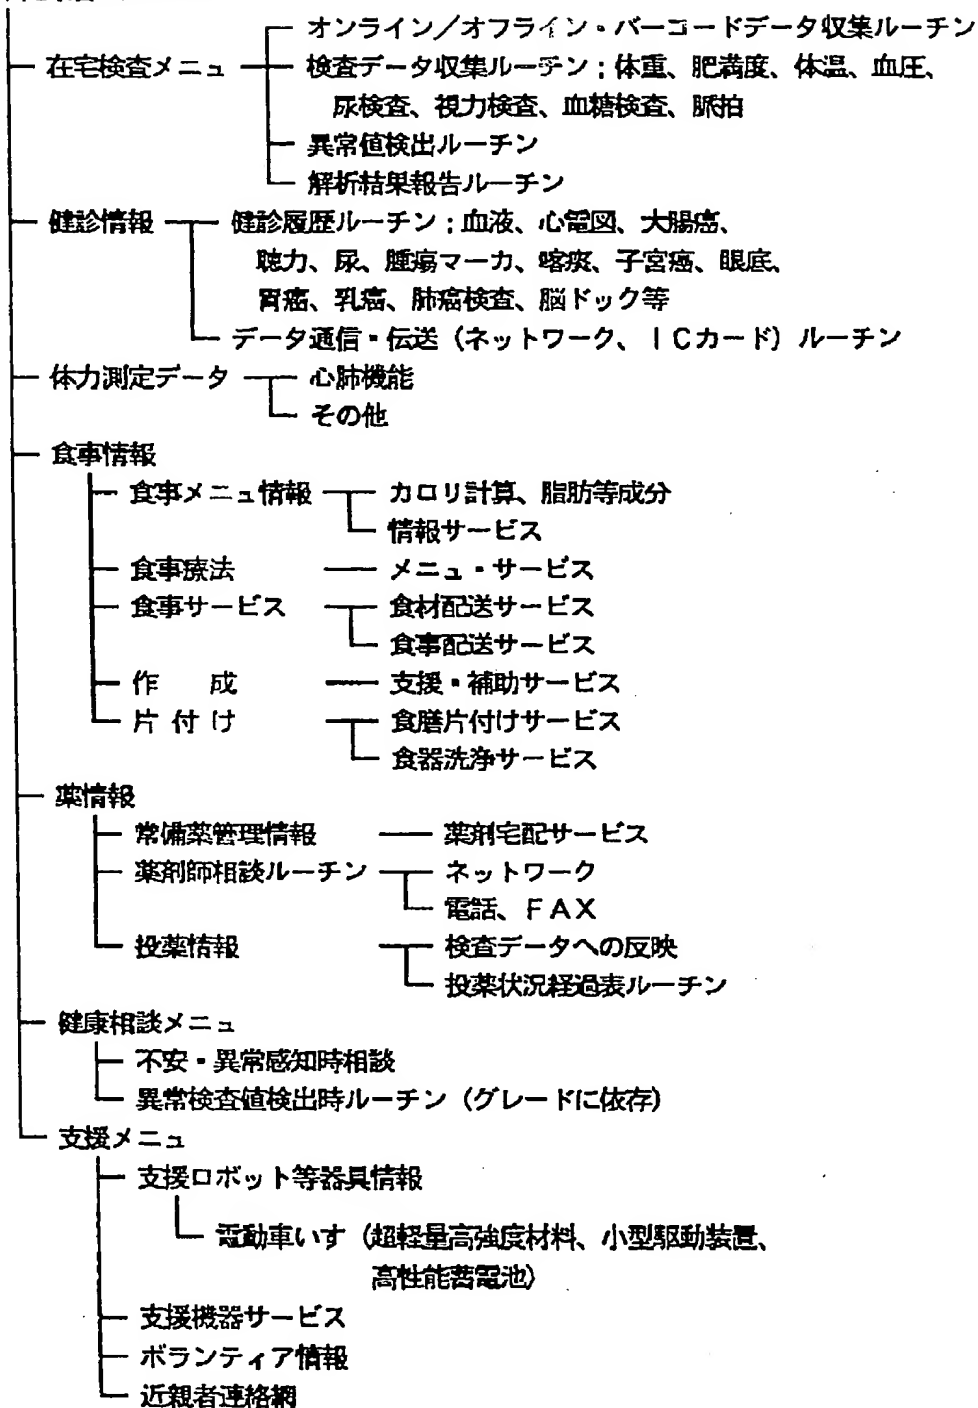 オンライン／オフライン・バーコードデータ収集ルーチン
在宅検査メニュ
検査データ収集ルーチン；体重、肥満度、体温、血圧、
尿検査、視力検査、血糖検査、脈拍
異常値検出ルーチン
解析結果報告ルーチン
健診情報
健診履歴ルーチン；血液、心電図、大腸癌、
聴力、尿、腫瘍マーカ、喀痰、子宮癌、眼底、
胃癌、乳癌、肺癌検査、脳ドック等
データ通信・伝送（ネットワーク、ＩＣカード）ルーチン
体力測定データ
心肺機能
その他
食事情報
食事メニュ情報
カロリ計算、脂肪等成分
情報サービス
食事療法
メニュ・サービス
食事サービス
食材配送サービス
食事配送サービス
作　　成
支援・補助サービス
片 付 け
食膳片付けサービス
食器洗浄サービス
薬情報
常備薬管理情報
薬剤宅配サービス
薬剤師相談ルーチン
ネットワーク
電話、ＦＡＸ
投薬情報
検査データへの反映
投薬状況経過表ルーチン
健康相談メニュ
不安・異常感知時相談
異常検査値検出時ルーチン（グレードに依存）
支援メニュ
支援ロボット等器具情報
電動車いす（超軽量高強度材料、小型駆動装置、
高性能蓄電池）
支援機器サービス
ボランティア情報
近親者連絡網